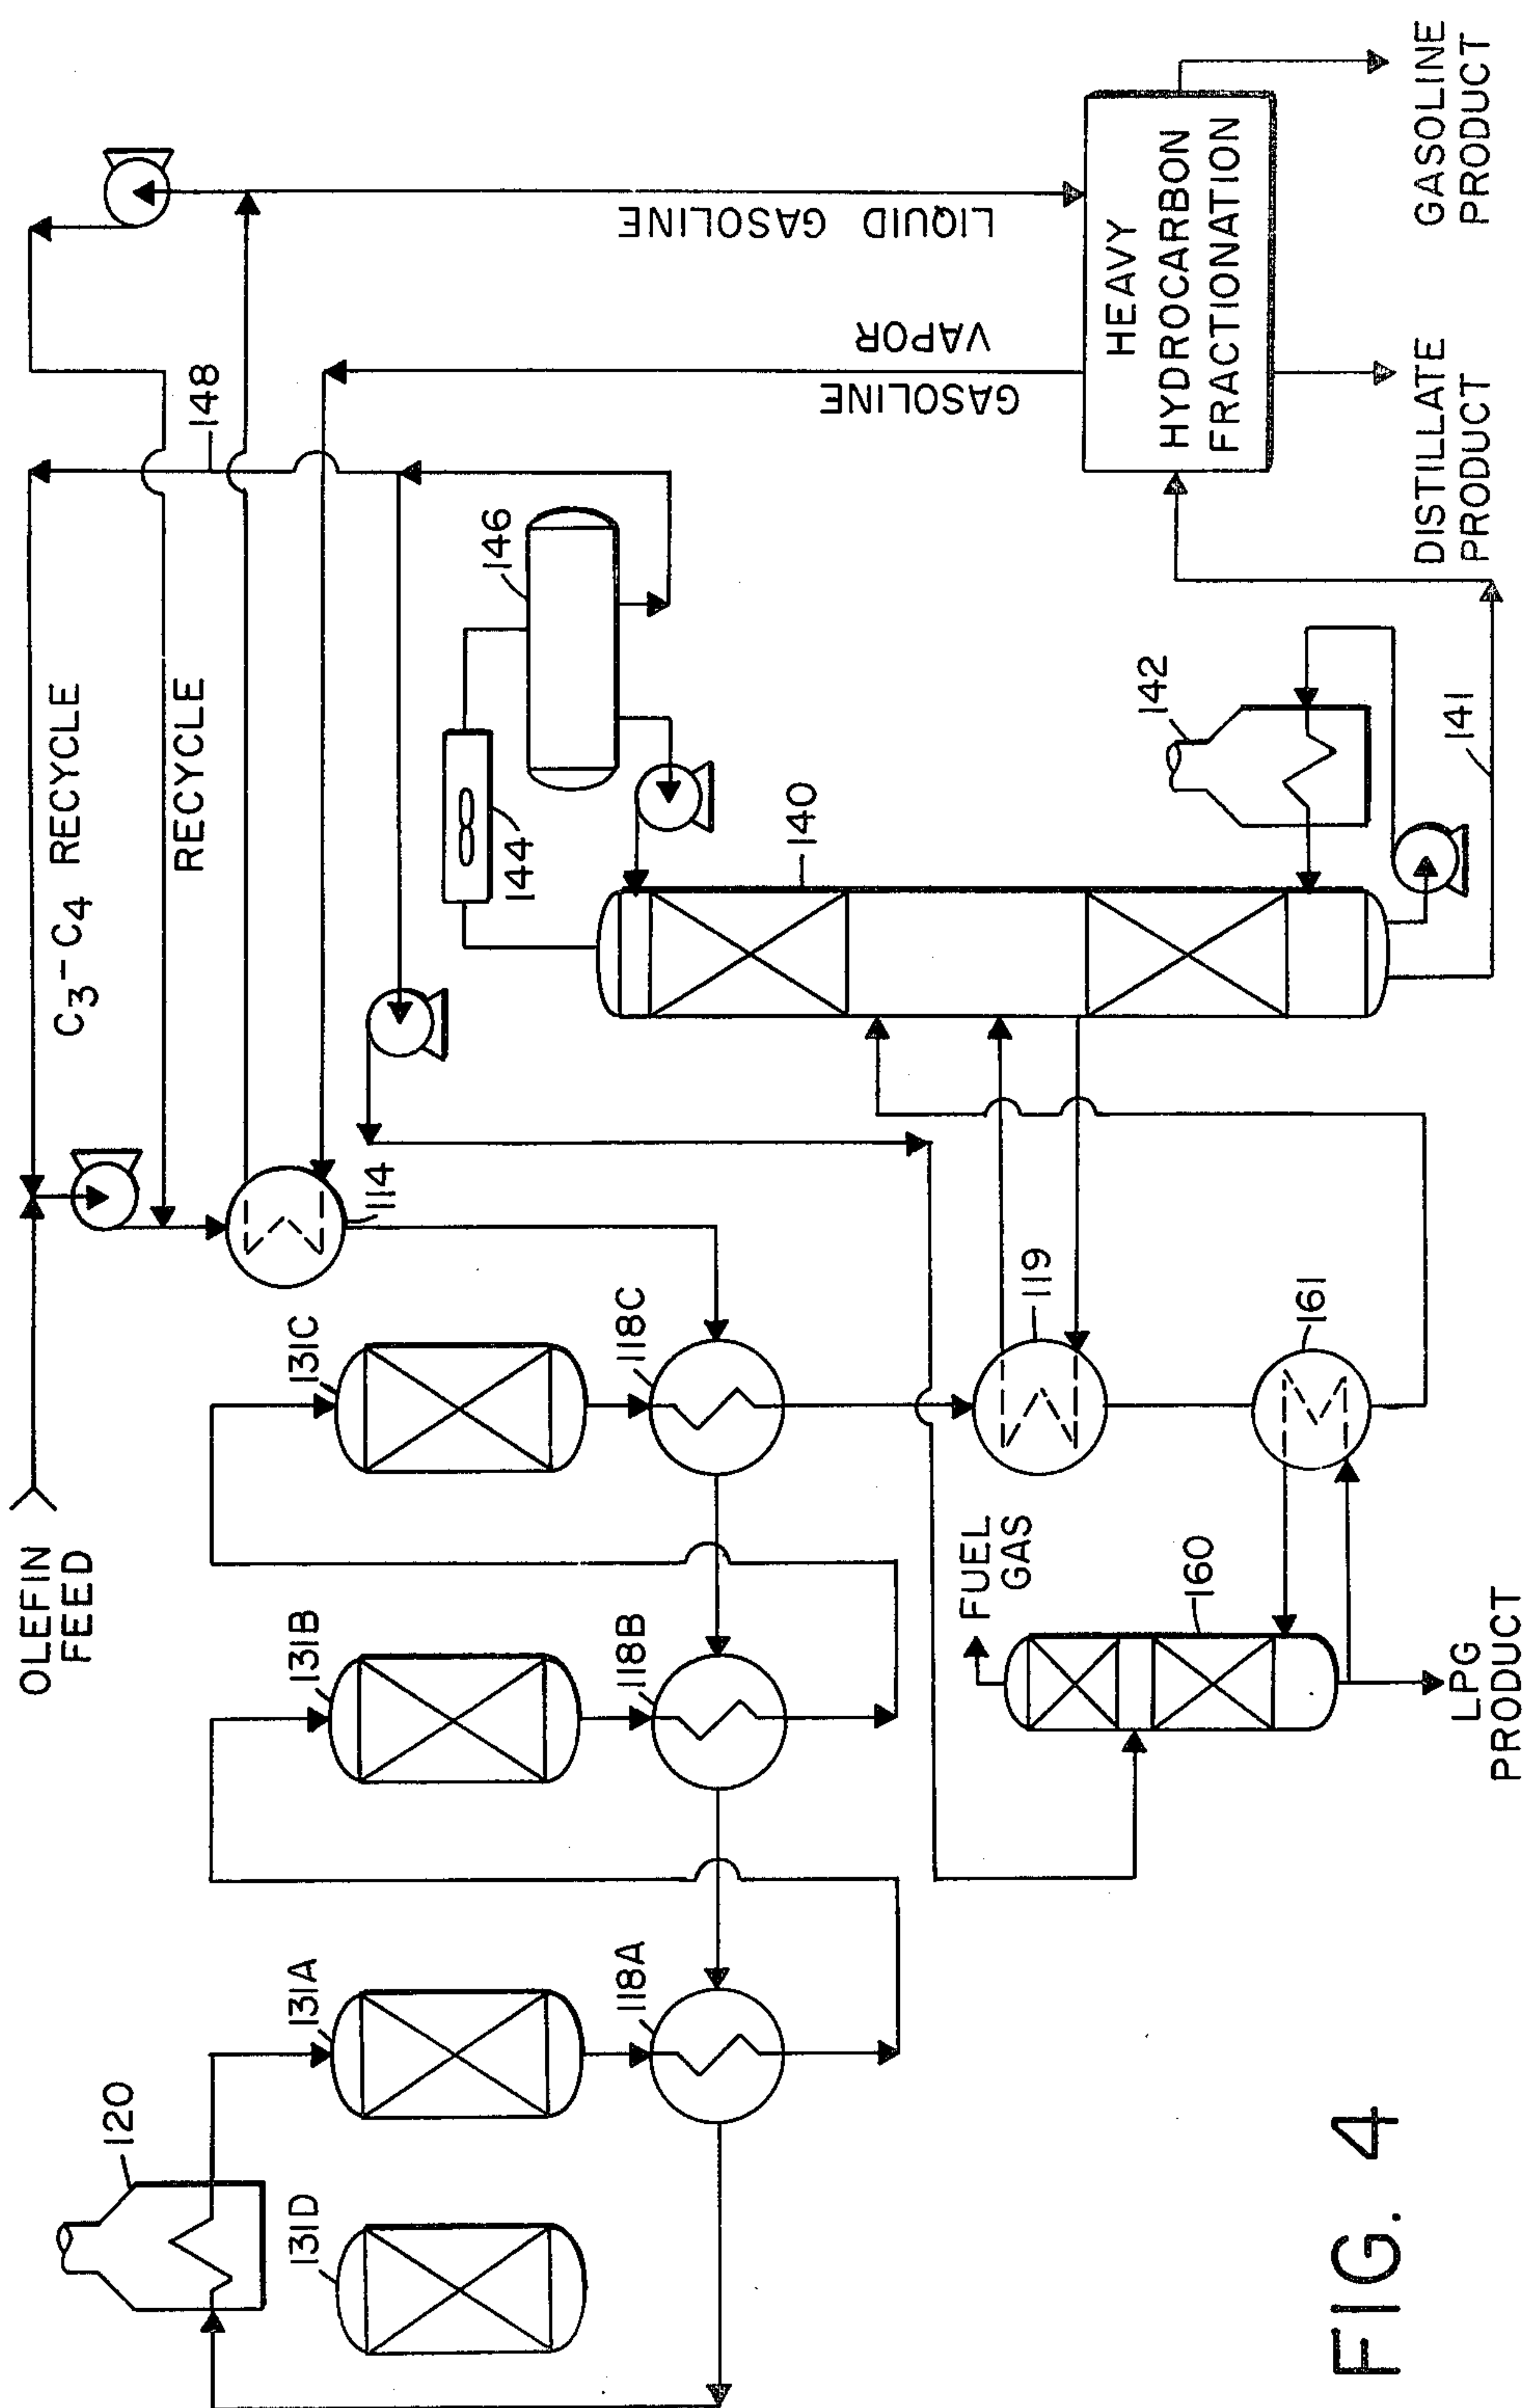 OLEFIN
FEED
C3-C4 RECYCLE
RECYCLE
148
114
120
131D
131A
131B
131C
118A
118B
118C
119
161
160
FUEL
GAS
LPG
PRODUCT
140
141
142
144
146
GASOLINE
VAPOR
LIQUID GASOLINE
HEAVY
HYDROCARBON
FRACTIONATION
DISTILLATE
PRODUCT
GASOLINE
PRODUCT
FIG. 4